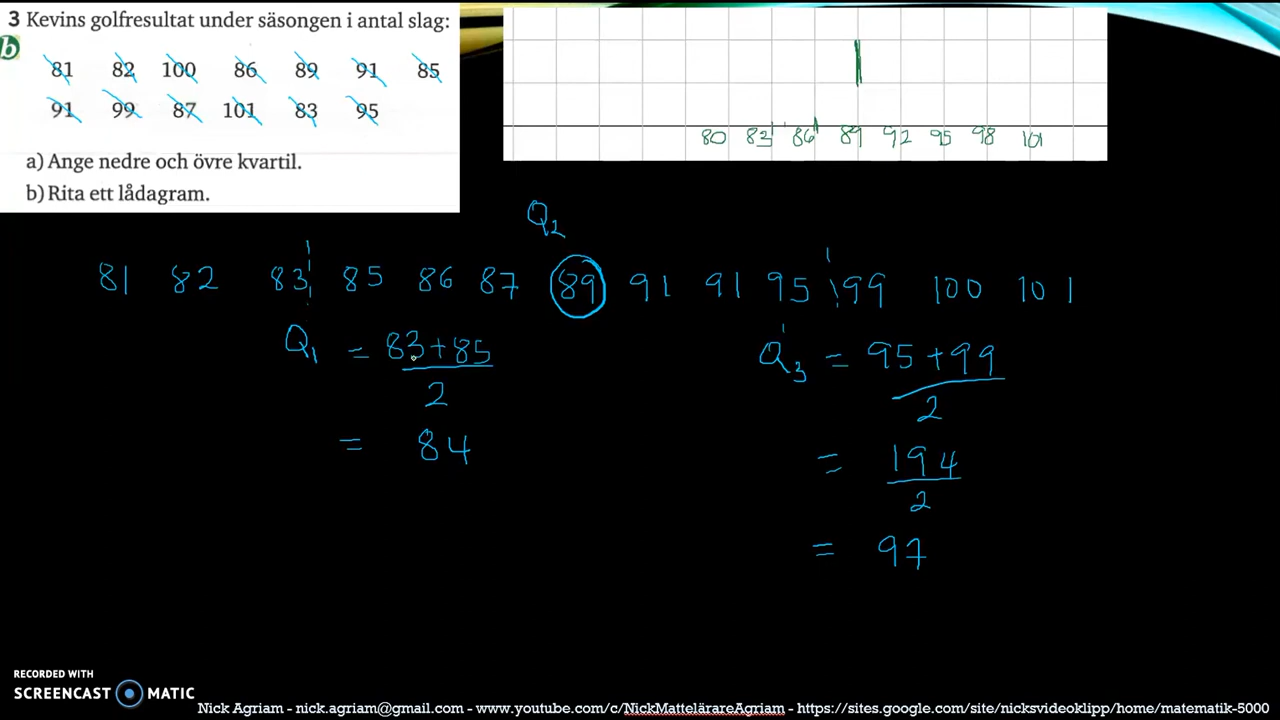 3 Kevins golfresultat under säsongen i antal slag:
b
81 82 100 86 89 91 85
91 99 87 101 83 95
a) Ange nedre och övre kvartil.
b) Rita ett lådagram.
80 83 86 89 92 95 98 101
Q2
81 82 83 85 86 87 89 91 91 95 99 100 101
Q1 = 83+85
2
= 84
Q3 = 95+99
2
= 194
2
= 97
RECORDED WITH
SCREENCAST MATIC
Nick Agriam - nick.agriam@gmail.com - www.youtube.com/c/NickMattelärareAgriam - https://sites.google.com/site/nicksvideoklipp/home/matematik-5000